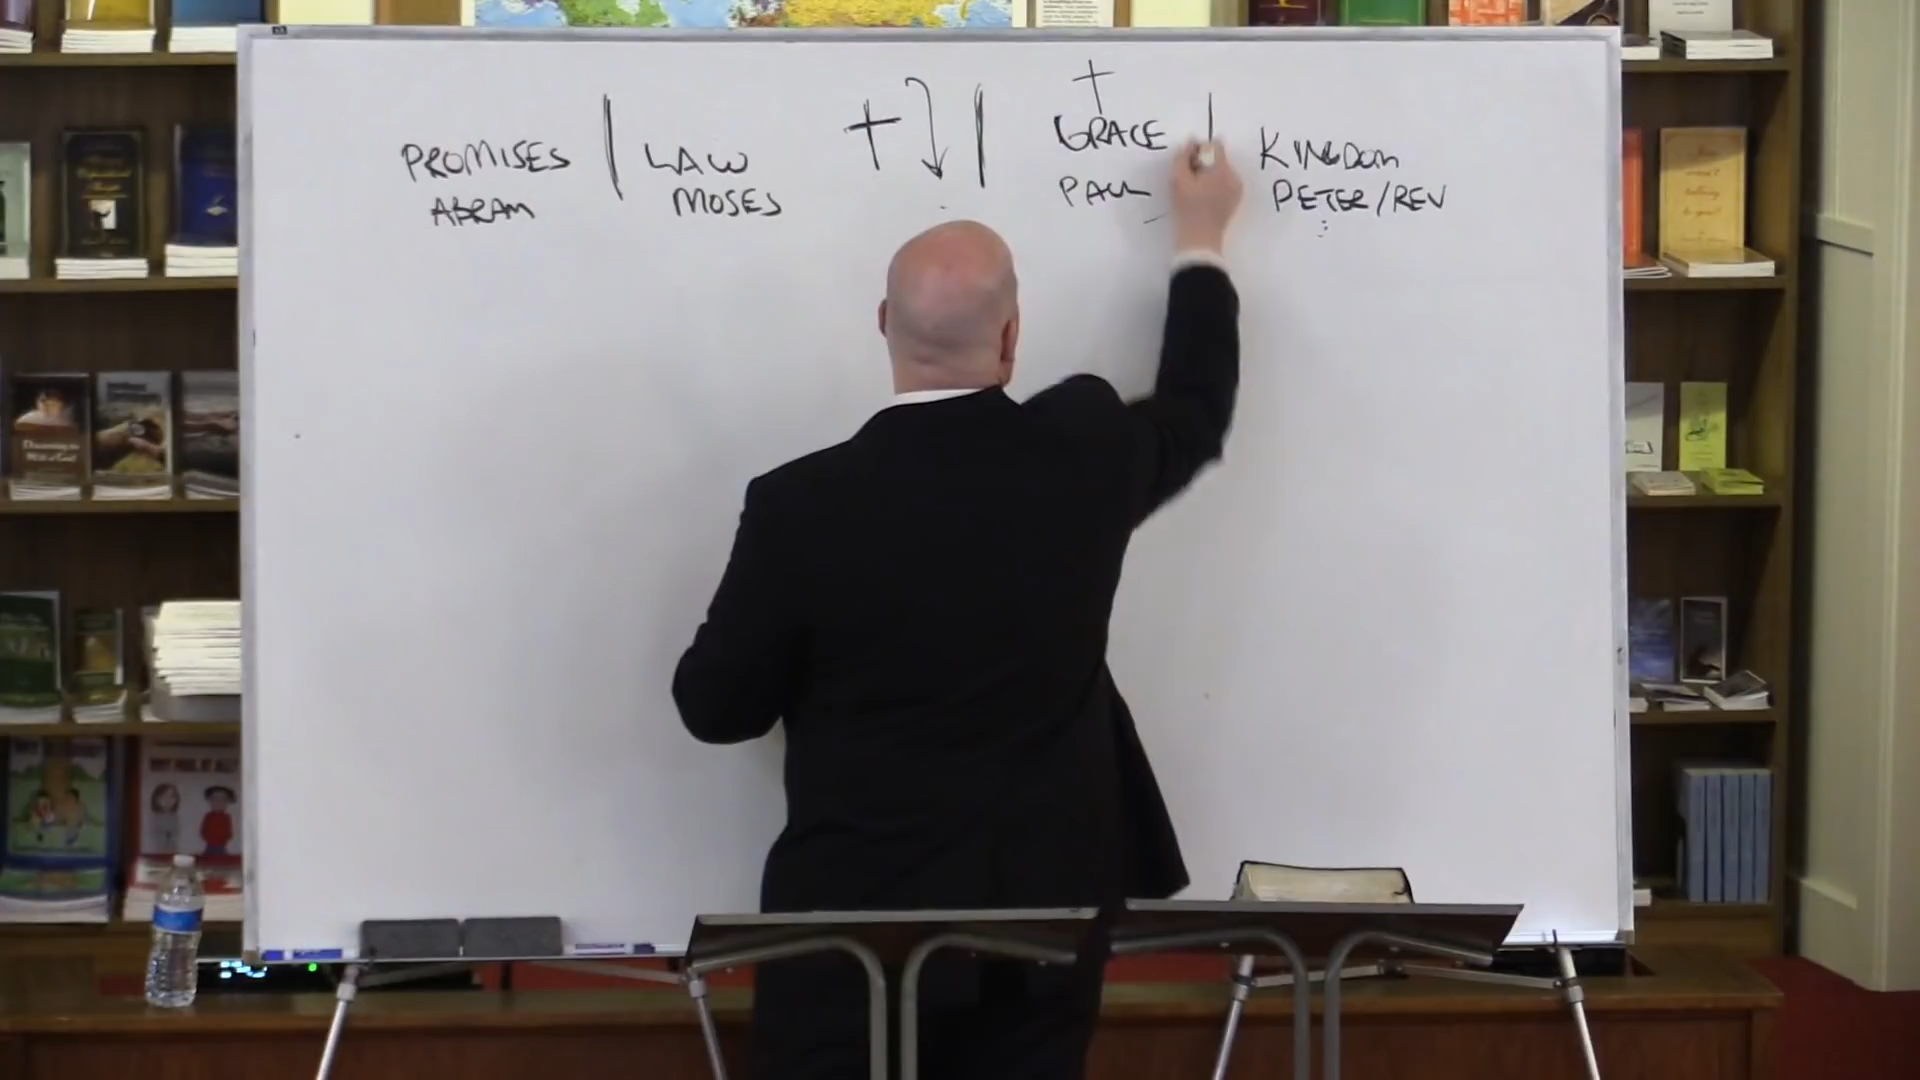 PROMISES | LAW | GRACE | KINGDOM
ABRAM MOSES PAUL PETER/REV